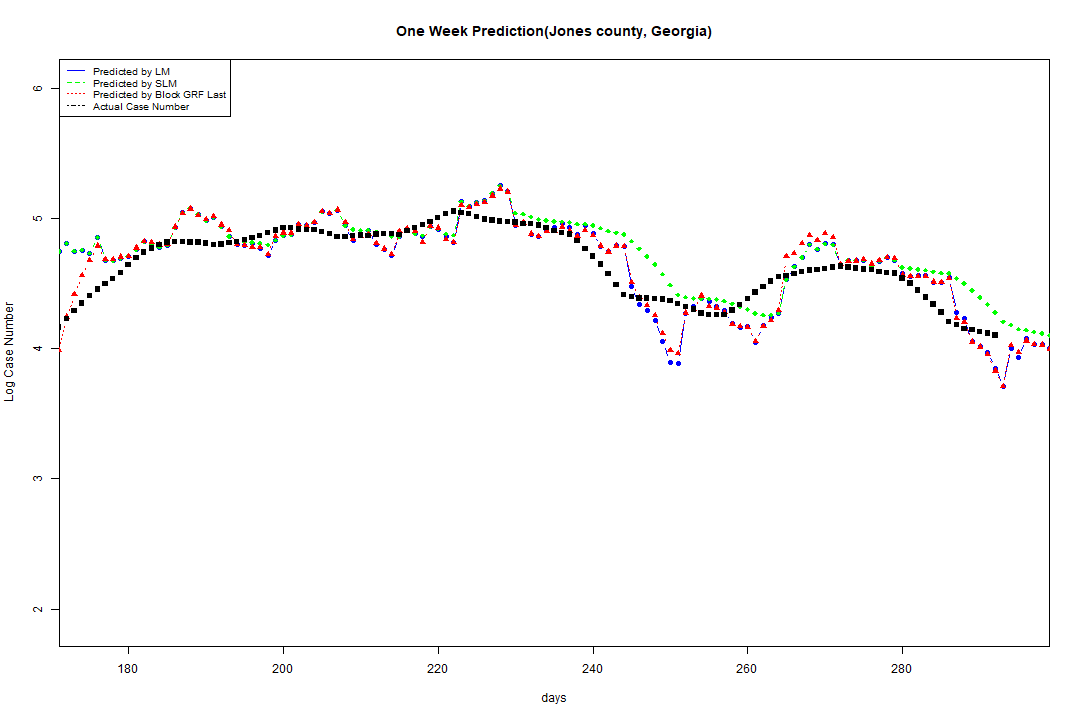 One Week Prediction(Jones county, Georgia)
Predicted by LM
Predicted by SLM
Predicted by Block GRF Last
Actual Case Number
6
5
4
3
2
Log Case Number
180 200 220 240 260 280
days